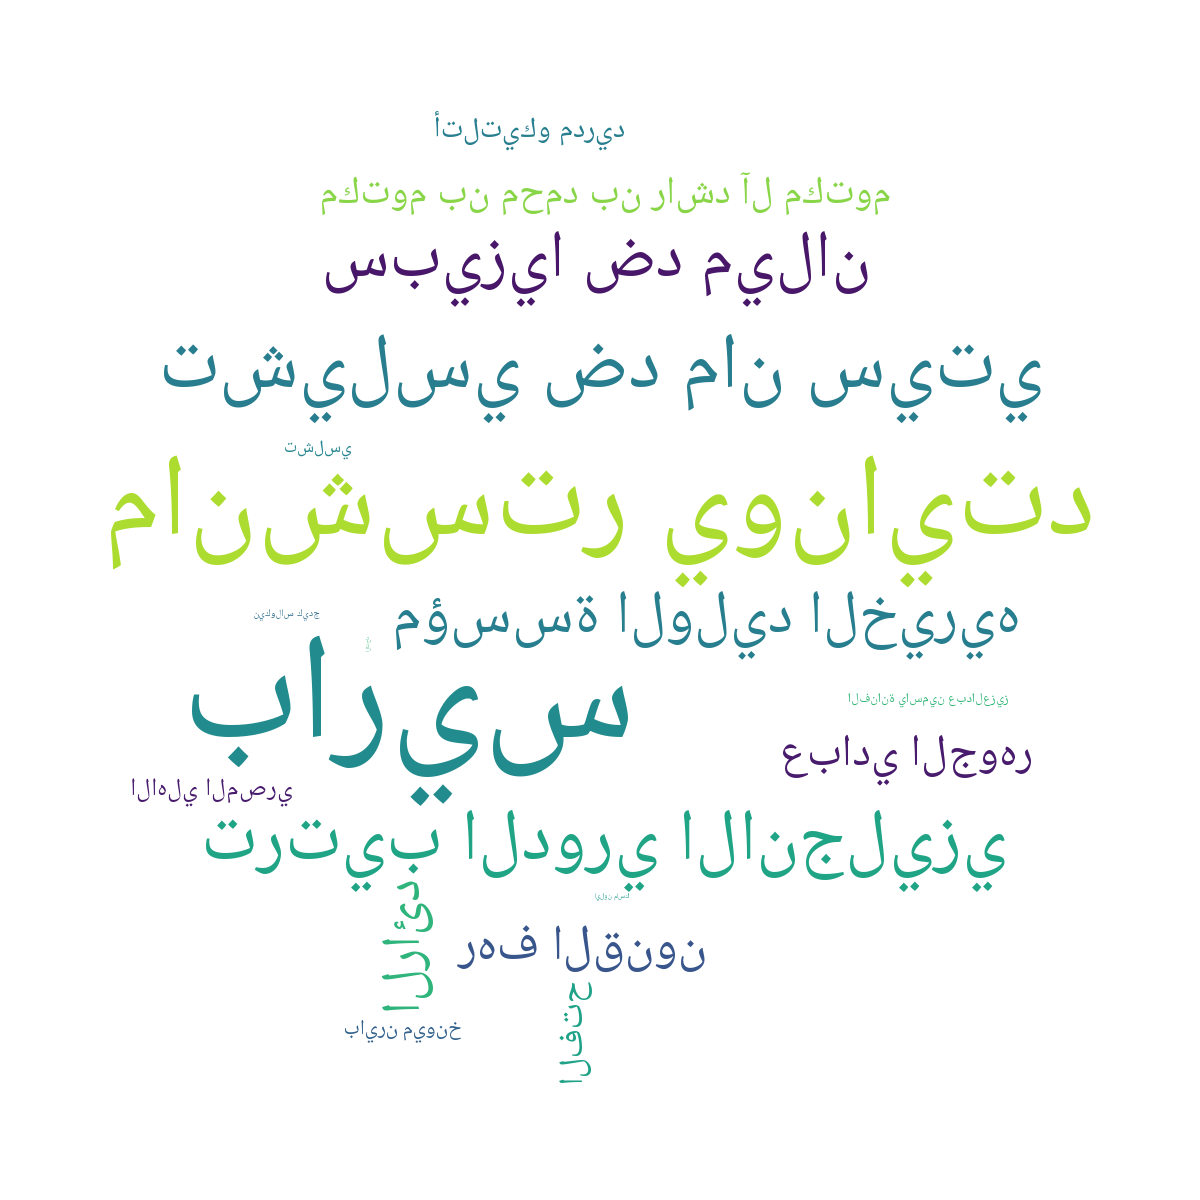 أتلتيكو مدريد
مكتوم بن محمد بن راشد آل مكتوم
سبيزيا ضد ميلان
تشيلسي ضد مان سيتي
تشلسي
مانشستر يونايتد
مؤسسة الوليد الخيريه
نيكولاس كيدج
باريس
الفنانة ياسمين عبدالعزيز
عبادي الجوهر
الاهلي المصري
ترتيب الدوري الانجليزي
ايلون ماسك
الرائد
رهف القنون
الفتح
بايرن ميونخ